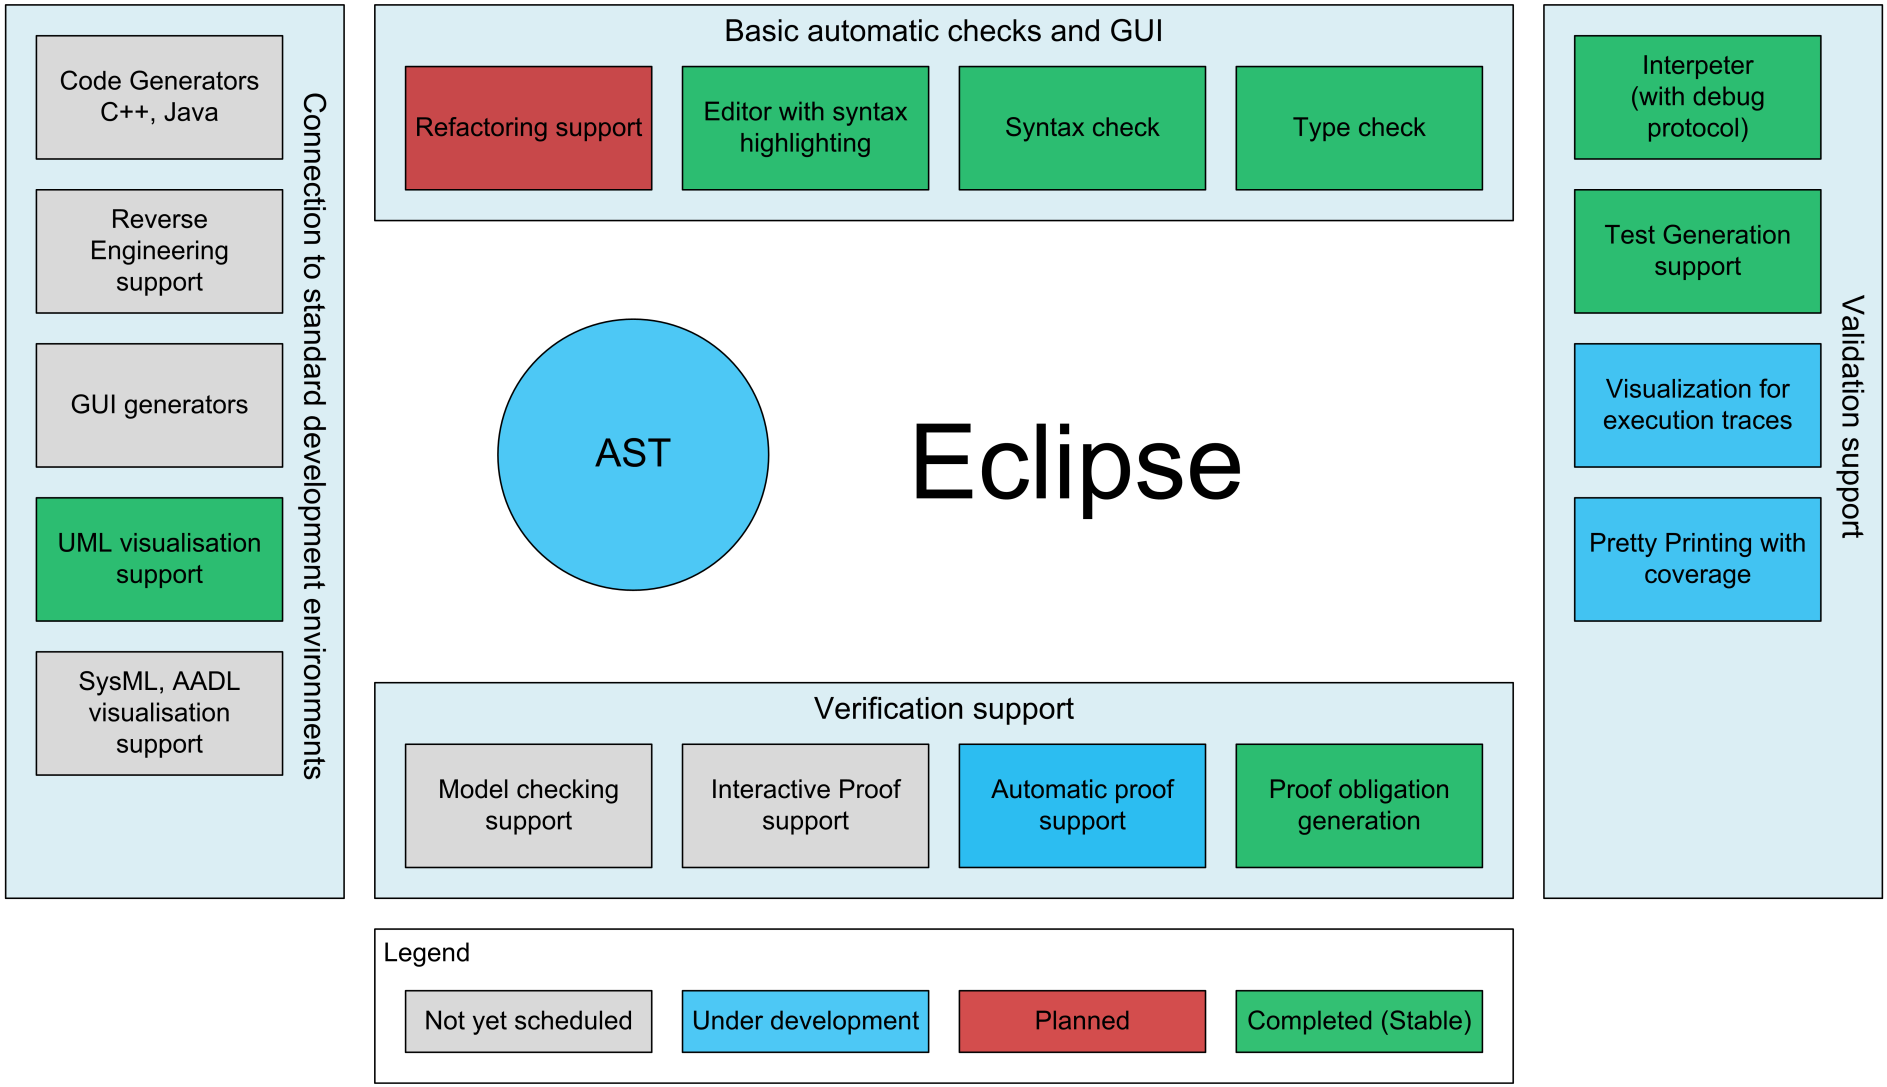 Code Generators
C++, Java
Reverse
Engineering
support
GUI generators
UML visualisation
support
SysML, AADL
visualisation
support
Connection to standard development environments
Basic automatic checks and GUI
Refactoring support
Editor with syntax
highlighting
Syntax check
Type check
AST
Eclipse
Verification support
Model checking
support
Interactive Proof
support
Automatic proof
support
Proof obligation
generation
Interpeter
(with debug
protocol)
Test Generation
support
Visualization for
execution traces
Pretty Printing with
coverage
Validation support
Legend
Not yet scheduled
Under development
Planned
Completed (Stable)